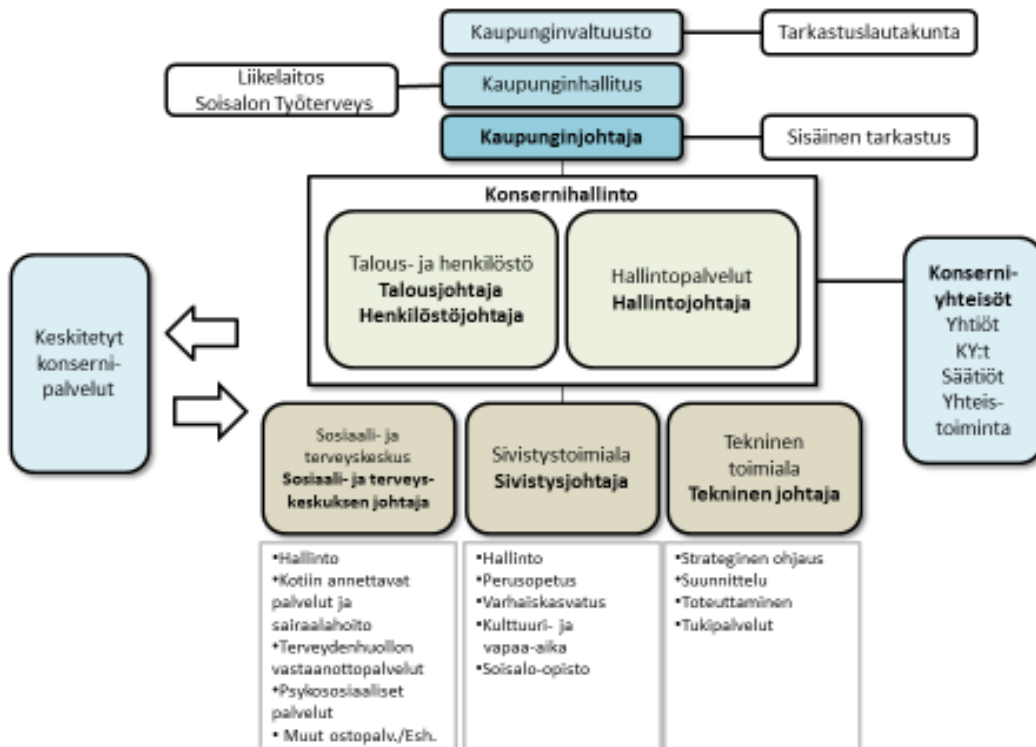 Kaupunginvaltuusto
Tarkastuslautakunta
Liikelaitos
Soisalon Työterveys
Kaupunginhallitus
Kaupunginjohtaja
Sisäinen tarkastus
Konsernihallinto
Talous- ja henkilöstö
Talousjohtaja
Henkilöstöjohtaja
Hallintopalvelut
Hallintojohtaja
Keskitetyt
konserni-
palvelut
Konserni-
yhteisöt
Yhtiöt
KY:t
Säätiöt
Yhteis-
toiminta
Sosiaali- ja
terveyskeskus
Sosiaali- ja terveys-
keskuksen johtaja
Sivistystoimiala
Sivistysjohtaja
Tekninen
toimiala
Tekninen johtaja
•Hallinto
•Kotiin annettavat
palvelut ja
sairaalahoito
•Terveydenhuollon
vastaanottopalvelut
•Psykososiaaliset
palvelut
• Muut ostopalv./Esh.
•Hallinto
•Perusopetus
•Varhaiskasvatus
•Kulttuuri- ja
vapaa-aika
•Soisalo-opisto
•Strateginen ohjaus
•Suunnittelu
•Toteuttaminen
•Tukipalvelut